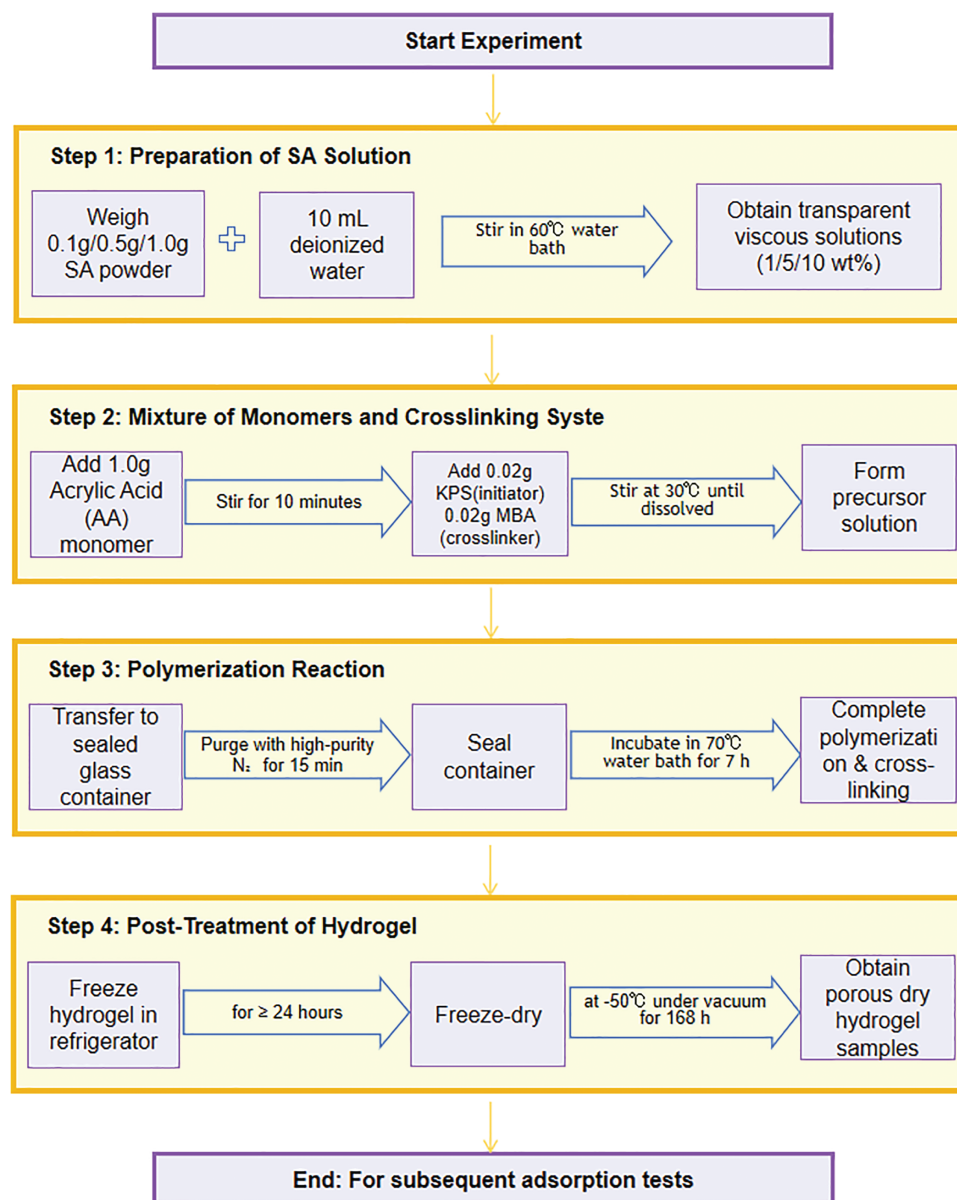 Start Experiment
Step 1: Preparation of SA Solution
Weigh
0.1g/0.5g/1.0g
SA powder
10 mL
deionized
water
Stir in 60℃ water
bath
Obtain transparent
viscous solutions
(1/5/10 wt%)
Step 2: Mixture of Monomers and Crosslinking Syste
Add 1.0g
Acrylic Acid
(AA)
monomer
Stir for 10 minutes
Add 0.02g
KPS(initiator)
0.02g MBA
(crosslinker)
Stir at 30℃ until
dissolved
Form
precursor
solution
Step 3: Polymerization Reaction
Transfer to
sealed
glass
container
Purge with high-purity
N₂ for 15 min
Seal
container
Incubate in 70℃
water bath for 7 h
Complete
polymerizati
on & cross-
linking
Step 4: Post-Treatment of Hydrogel
Freeze
hydrogel in
refrigerator
for ≥ 24 hours
Freeze-dry
at -50℃ under vacuum
for 168 h
Obtain
porous dry
hydrogel
samples
End: For subsequent adsorption tests